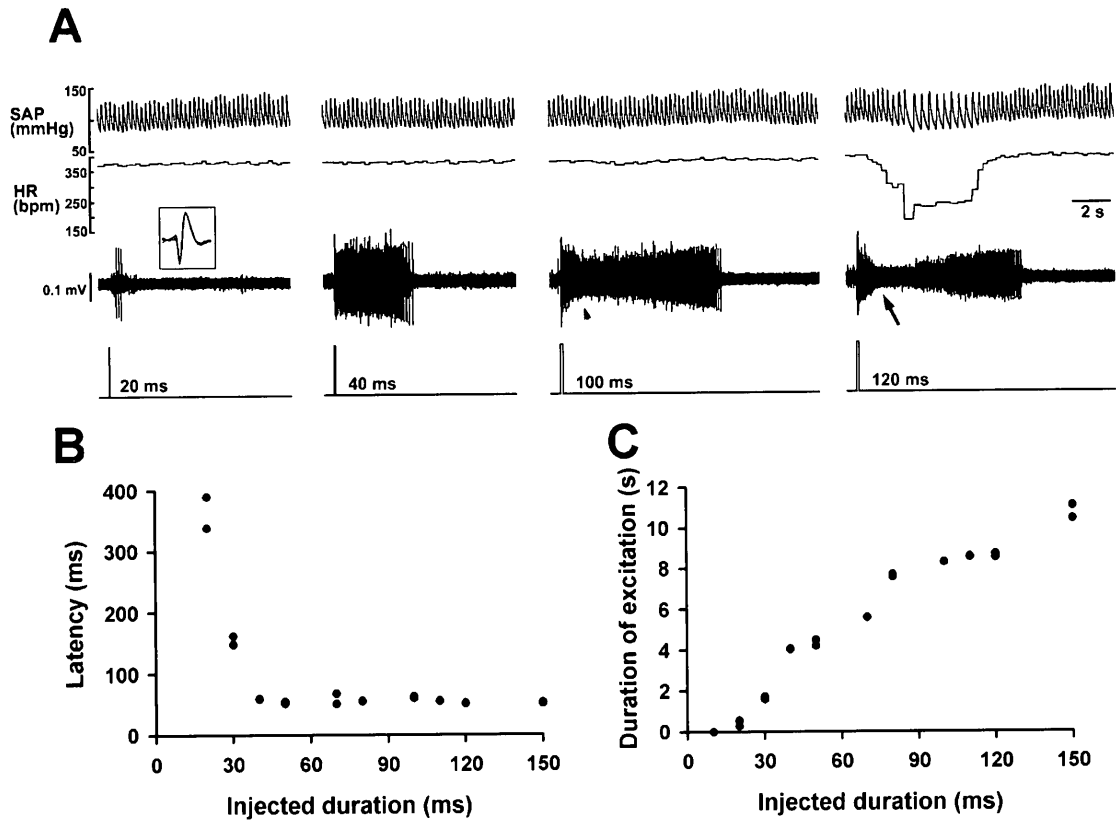 A
SAP
(mmHg)
150
50
HR
(bpm)
350
150
0.1 mV
2 s
20 ms
40 ms
100 ms
120 ms
B
Latency (ms)
400
300
200
100
0
0 30 60 90 120 150
Injected duration (ms)
C
Duration of excitation (s)
12
10
8
6
4
2
0
0 30 60 90 120 150
Injected duration (ms)